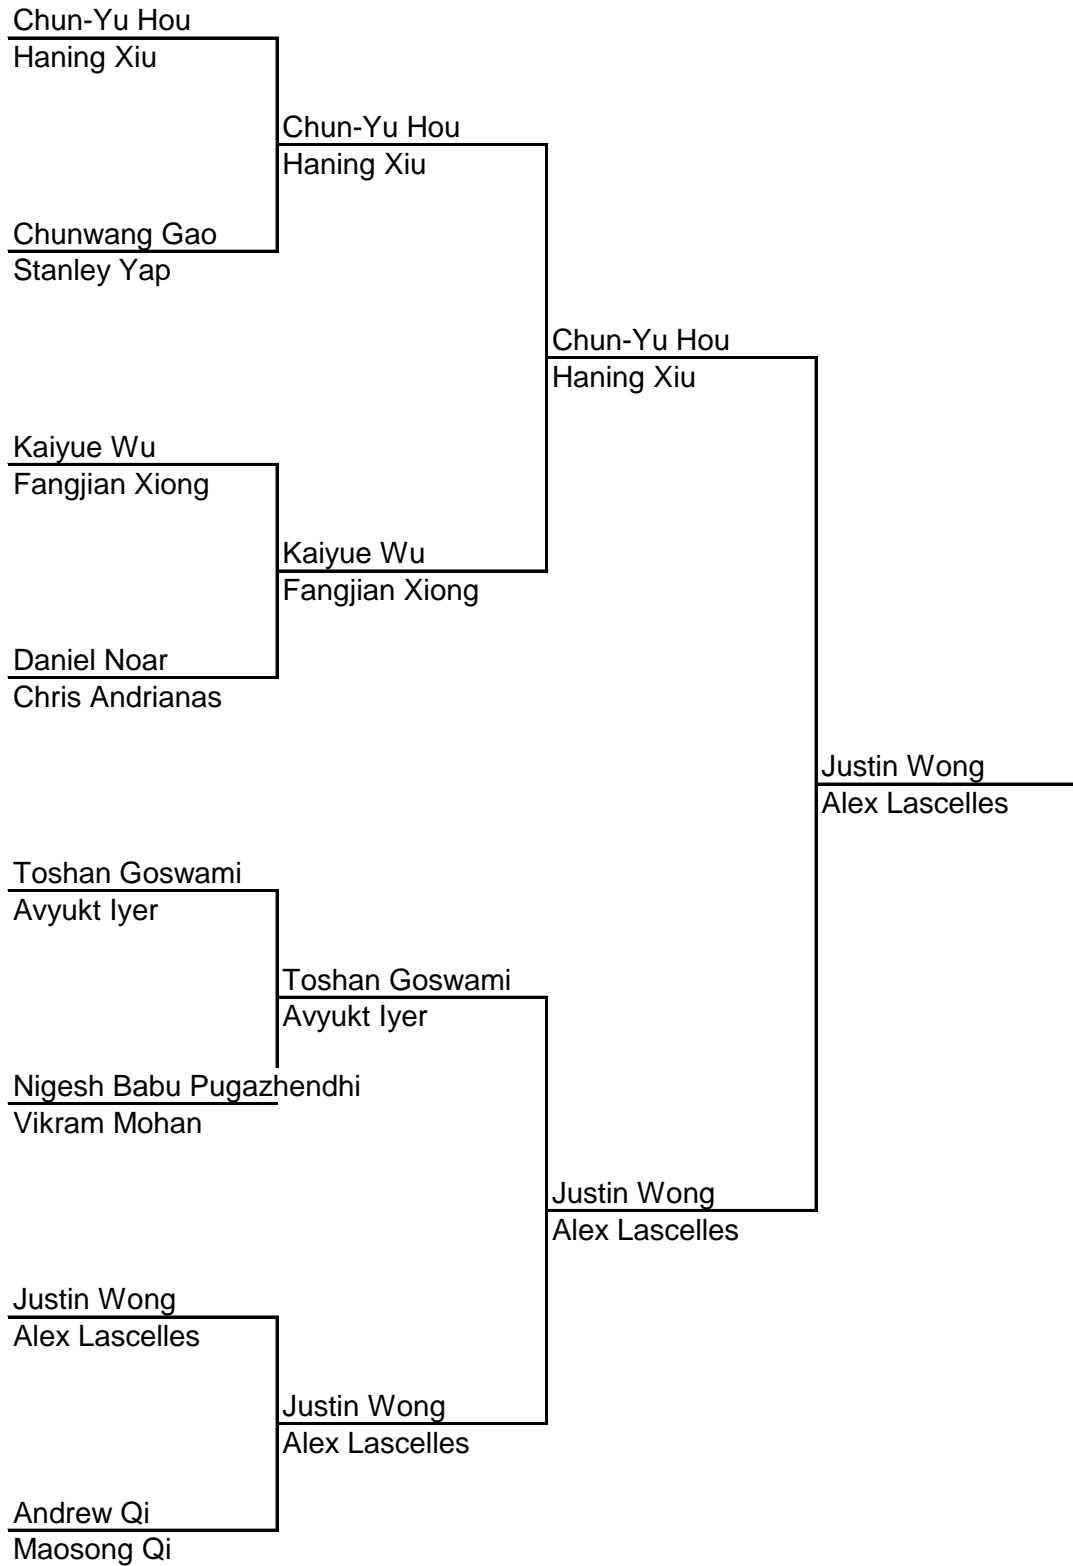 Chun-Yu Hou
Haning Xiu
Chun-Yu Hou
Haning Xiu
Chunwang Gao
Stanley Yap
Chun-Yu Hou
Haning Xiu
Kaiyue Wu
Fangjian Xiong
Kaiyue Wu
Fangjian Xiong
Daniel Noar
Chris Andrianas
Justin Wong
Alex Lascelles
Toshan Goswami
Avyukt Iyer
Toshan Goswami
Avyukt Iyer
Nigesh Babu Pugazhendhi
Vikram Mohan
Justin Wong
Alex Lascelles
Justin Wong
Alex Lascelles
Justin Wong
Alex Lascelles
Andrew Qi
Maosong Qi